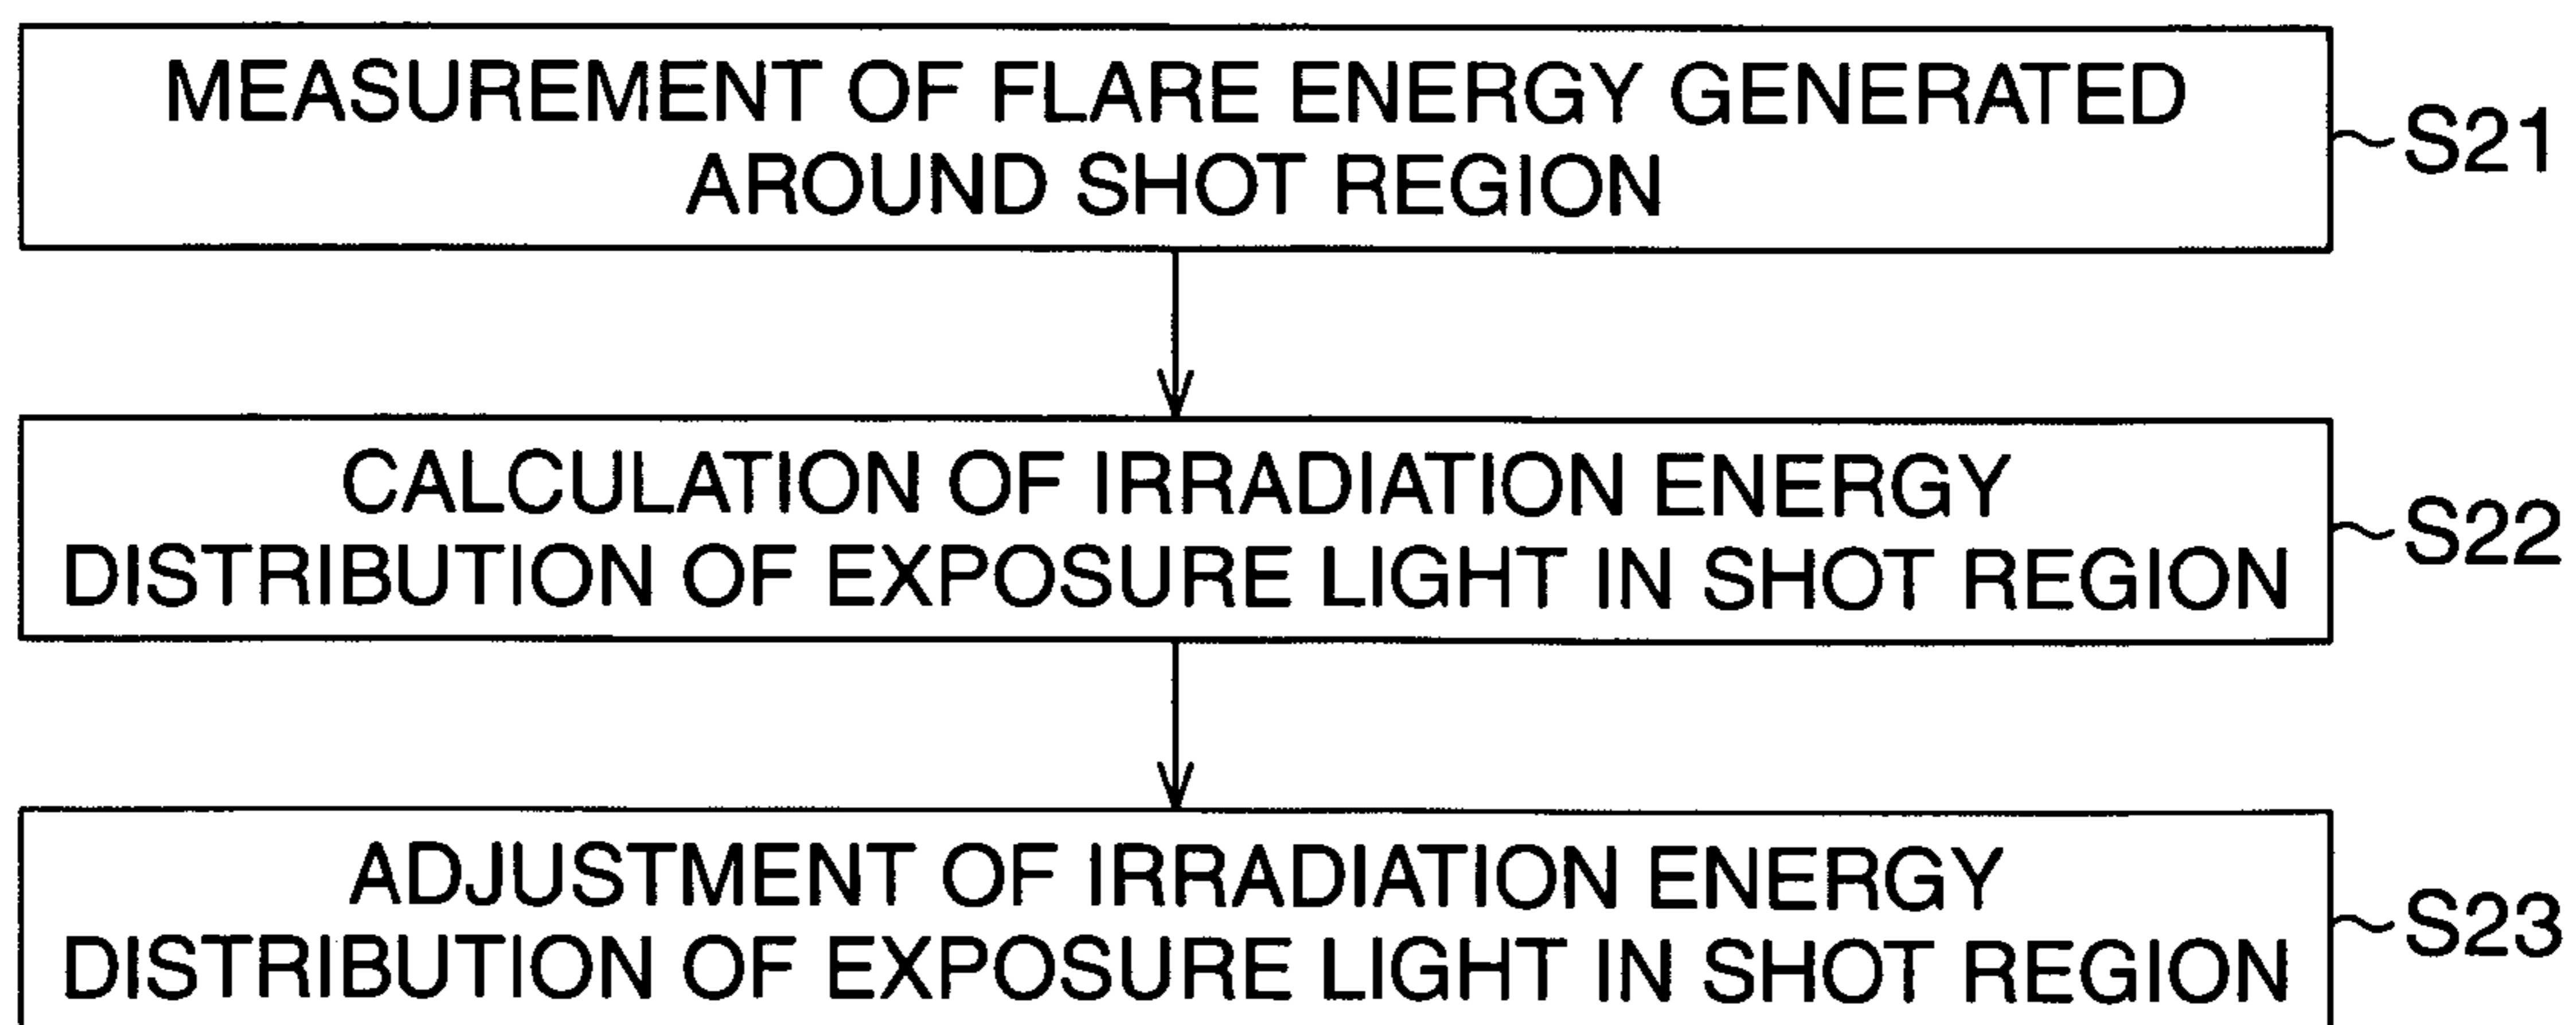 MEASUREMENT OF FLARE ENERGY GENERATED
AROUND SHOT REGION
S21
CALCULATION OF IRRADIATION ENERGY
DISTRIBUTION OF EXPOSURE LIGHT IN SHOT REGION
S22
ADJUSTMENT OF IRRADIATION ENERGY
DISTRIBUTION OF EXPOSURE LIGHT IN SHOT REGION
S23